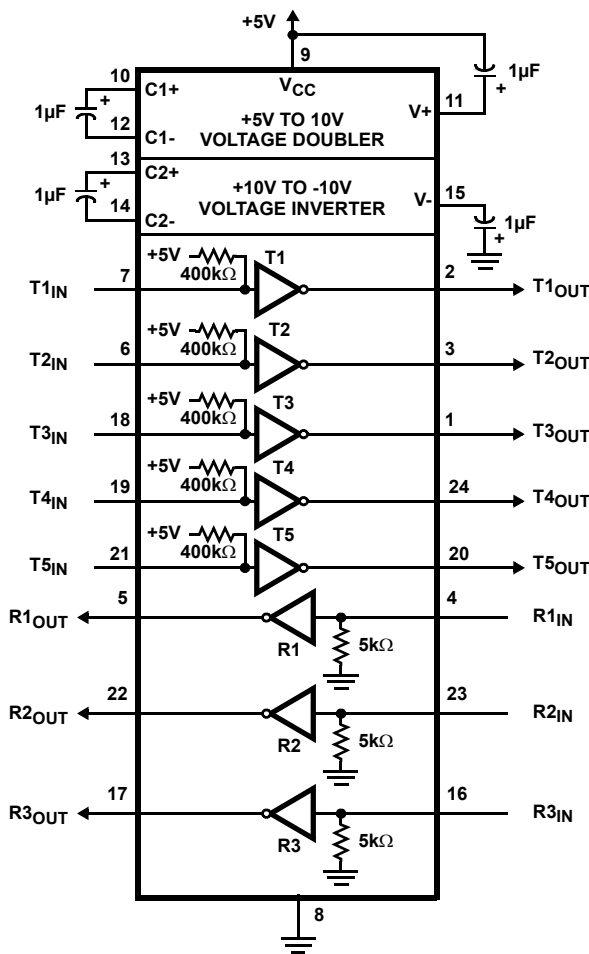 +5V
9
10
C1+
VCC
1µF
+
1µF
+
12
C1-
+5V TO 10V
VOLTAGE DOUBLER
V+
11
13
C2+
1µF
+
14
C2-
+10V TO -10V
VOLTAGE INVERTER
V-
15
1µF
+
T1IN
7
+5V
400kΩ
T1
2
T1OUT
T2IN
6
+5V
400kΩ
T2
3
T2OUT
T3IN
18
+5V
400kΩ
T3
1
T3OUT
T4IN
19
+5V
400kΩ
T4
24
T4OUT
T5IN
21
+5V
400kΩ
T5
20
T5OUT
R1OUT
5
R1
5kΩ
4
R1IN
R2OUT
22
R2
5kΩ
23
R2IN
R3OUT
17
R3
5kΩ
16
R3IN
8